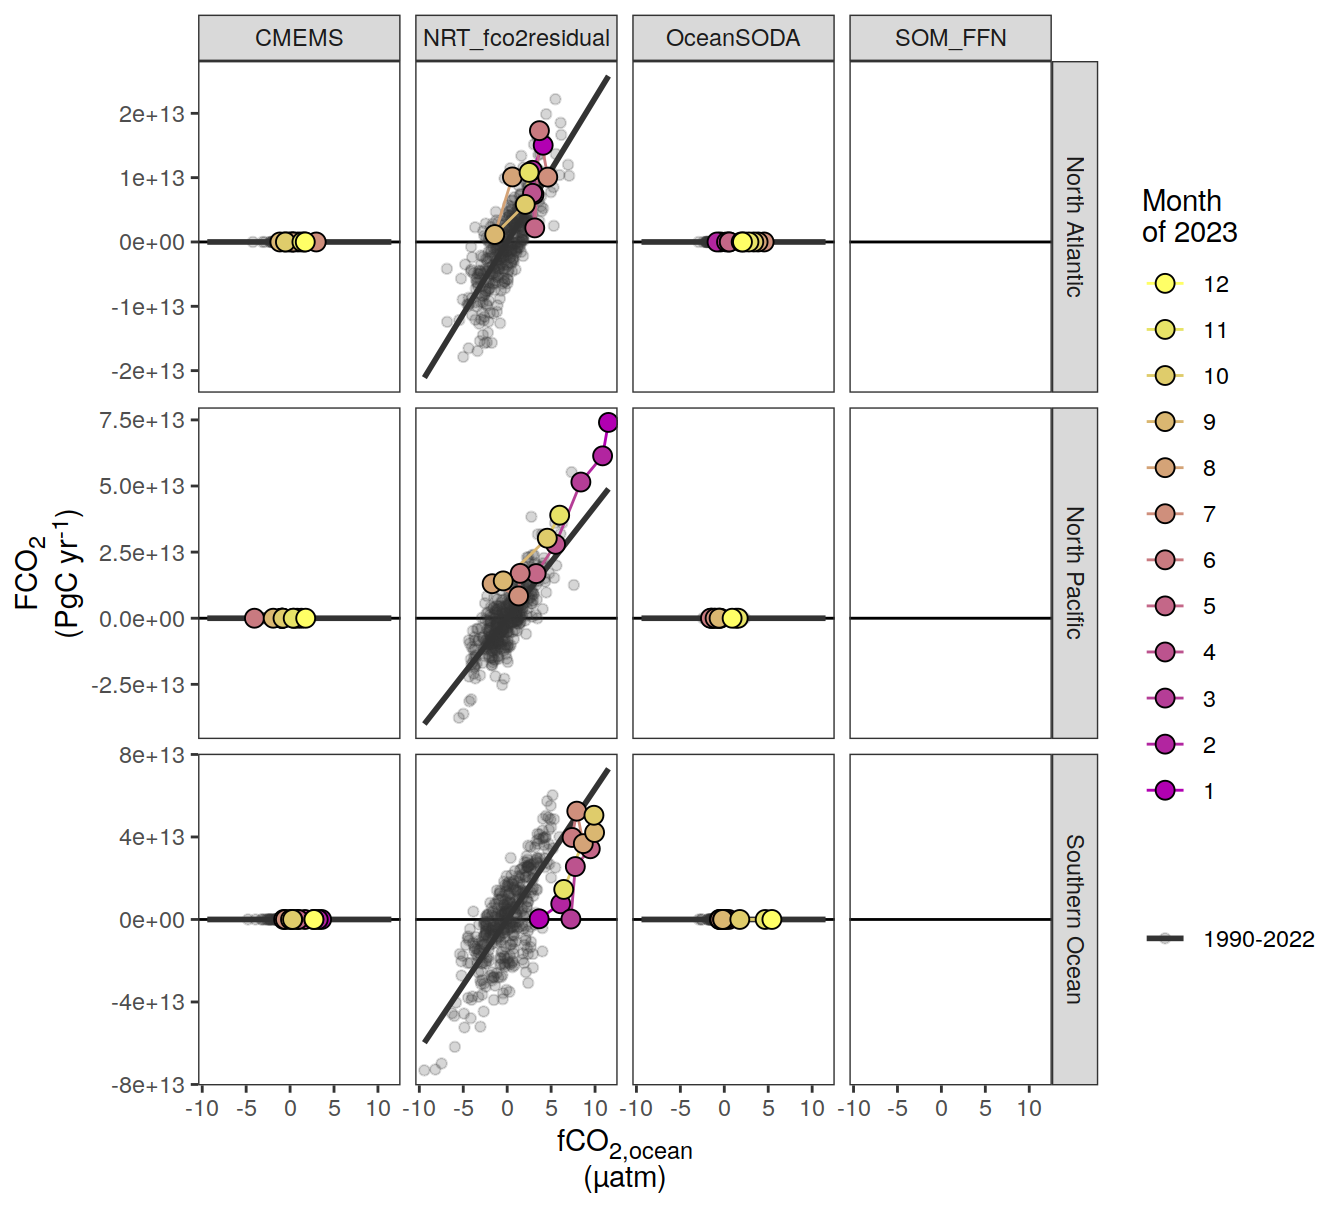 CMEMS NRT_fco2residual OceanSODA SOM_FFN
2e+13
1e+13
0e+00
-1e+13
-2e+13
North Atlantic
7.5e+13
5.0e+13
2.5e+13
0.0e+00
-2.5e+13
North Pacific
8e+13
4e+13
0e+00
-4e+13
-8e+13
Southern Ocean
FCO2
(PgC yr-1)
-10 -5 0 5 10 -10 -5 0 5 10 -10 -5 0 5 10 -10 -5 0 5 10
fCO2,ocean
(µatm)
Month
of 2023
12
11
10
9
8
7
6
5
4
3
2
1
1990-2022